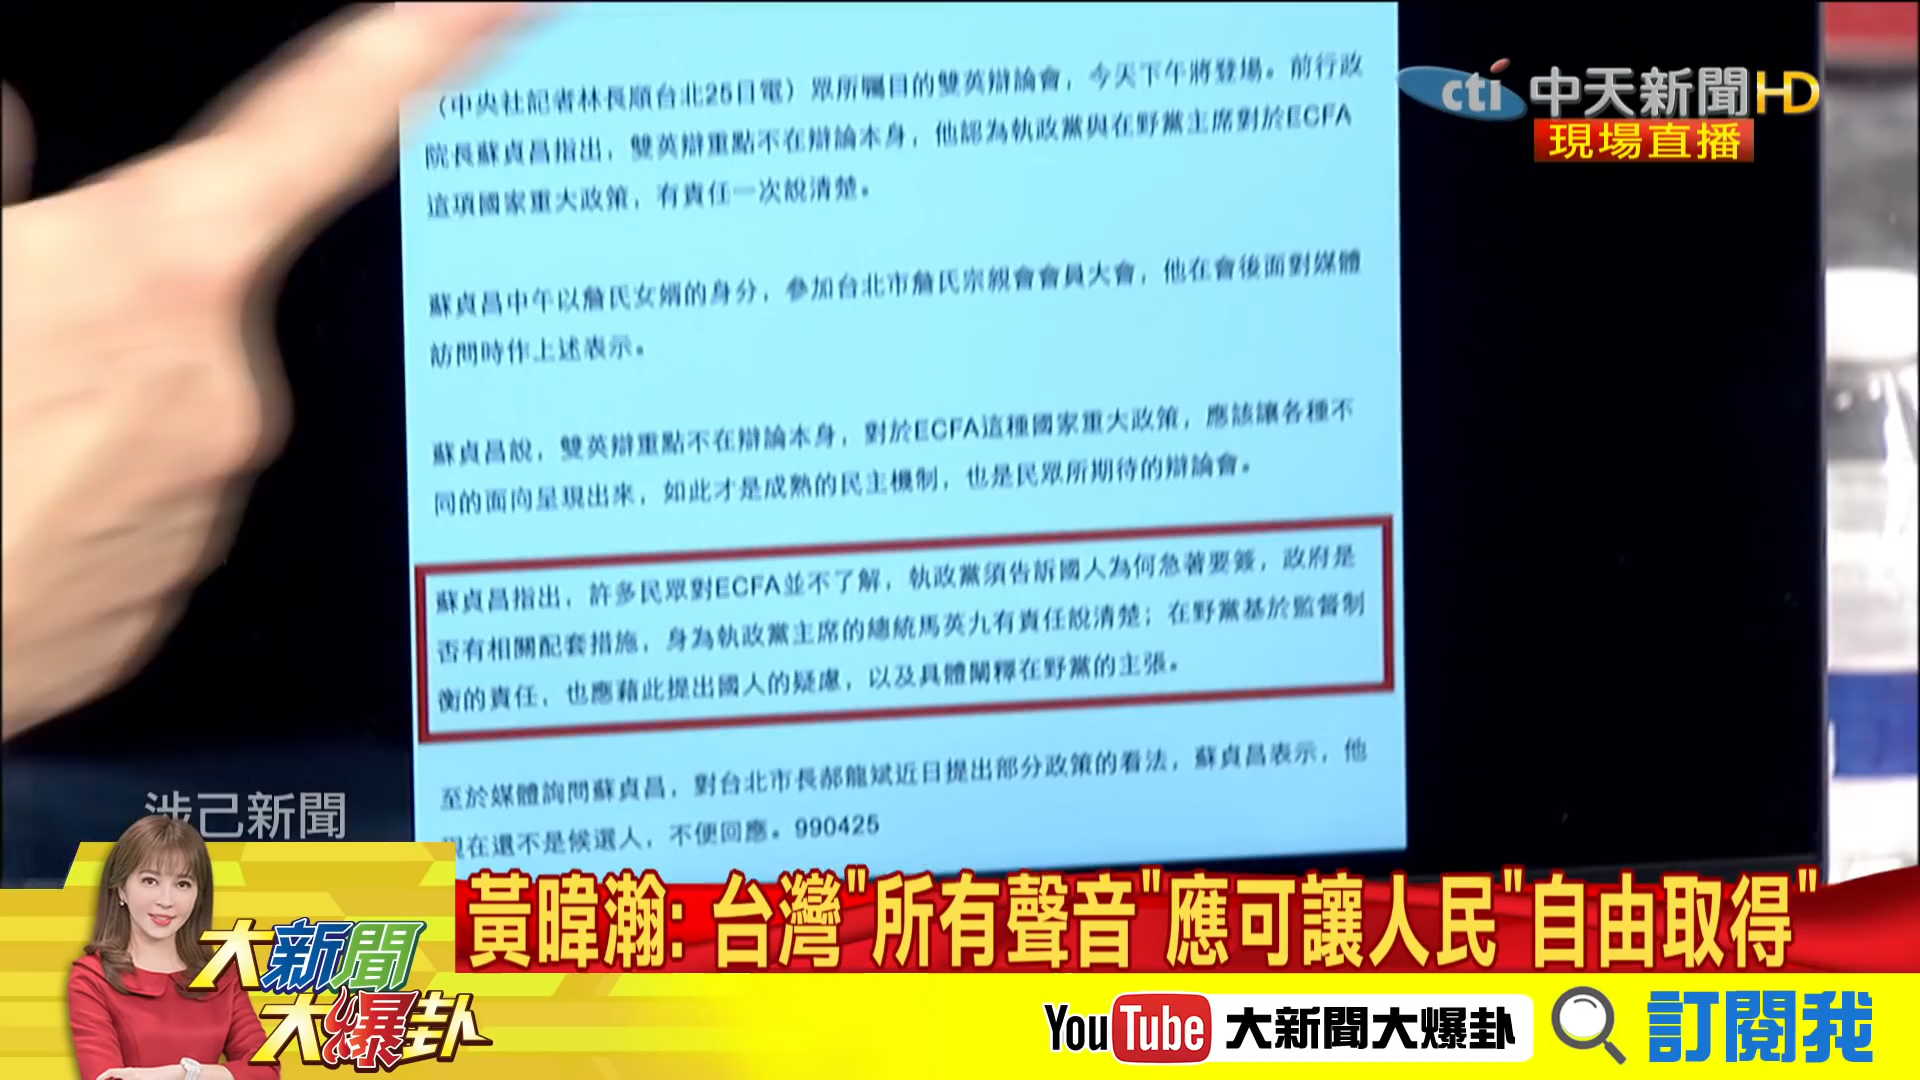 （中央社記者林長順台北25日電）眾所矚目的雙英辯論會，今天下午將登場。前行政
院長蘇貞昌指出，雙英辯重點不在辯論本身，他認為執政黨與在野黨主席對於ECFA
這項國家重大政策，有責任一次說清楚。
蘇貞昌中午以詹氏女婿的身分，參加台北市詹氏宗親會會員大會，他在會後面對媒體
訪問時作上述表示。
蘇貞昌說，雙英辯重點不在辯論本身，對於ECFA這種國家重大政策，應該讓各種不
同的面向呈現出來，如此才是成熟的民主機制，也是民眾所期待的辯論會。
蘇貞昌指出，許多民眾對ECFA並不了解，執政黨須告訴國人為何急著要簽，政府是
否有相關配套措施，身為執政黨主席的總統馬英九有責任說清楚；在野黨基於監督制
衡的責任，也應藉此提出國人的疑慮，以及具體闡釋在野黨的主張。
至於媒體詢問蘇貞昌，對台北市長郝龍斌近日提出部分政策的看法，蘇貞昌表示，他
現在還不是候選人，不便回應。990425
cti 中天新聞HD
現場直播
涉己新聞
大新聞
大爆卦
黃暐瀚: 台灣"所有聲音"應可讓人民"自由取得"
YouTube 大新聞大爆卦 訂閱我